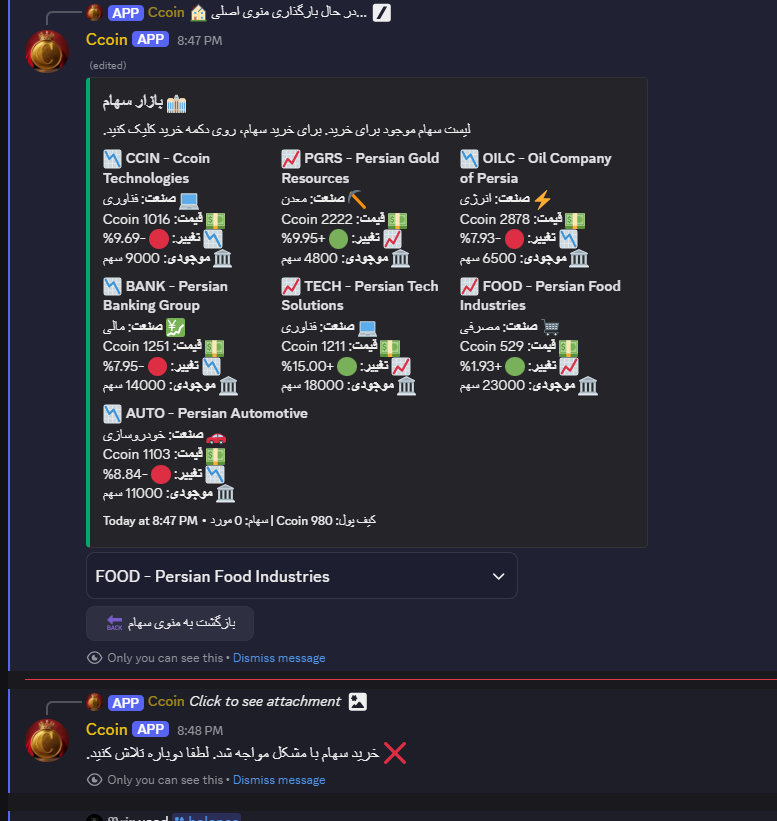 APP Ccoin در حال بارگذاری منوی اصلی...
Ccoin APP 8:47 PM
(edited)
بازار سهام
لیست سهام موجود برای خرید. برای خرید سهام، روی دکمه خرید کلیک کنید.
CCIN - Ccoin Technologies
صنعت: فناوری
قیمت: 1016 Ccoin
تغییر: -9.69%
موجودی: 9000 سهم
PGRS - Persian Gold Resources
صنعت: معدن
قیمت: 2222 Ccoin
تغییر: +9.95%
موجودی: 4800 سهم
OILC - Oil Company of Persia
صنعت: انرژی
قیمت: 2878 Ccoin
تغییر: -7.93%
موجودی: 6500 سهم
BANK - Persian Banking Group
صنعت: مالی
قیمت: 1251 Ccoin
تغییر: -7.95%
موجودی: 14000 سهم
TECH - Persian Tech Solutions
صنعت: فناوری
قیمت: 1211 Ccoin
تغییر: +15.00%
موجودی: 18000 سهم
FOOD - Persian Food Industries
صنعت: مصرفی
قیمت: 529 Ccoin
تغییر: +1.93%
موجودی: 23000 سهم
AUTO - Persian Automotive
صنعت: خودروسازی
قیمت: 1103 Ccoin
تغییر: -8.84%
موجودی: 11000 سهم
کیف پول: 980 Ccoin | سهام: 0 مورد • Today at 8:47 PM
FOOD - Persian Food Industries
BACK بازگشت به منوی سهام
Only you can see this • Dismiss message
APP Ccoin Click to see attachment
Ccoin APP 8:48 PM
خرید سهام با مشکل مواجه شد. لطفا دوباره تلاش کنید.
Only you can see this • Dismiss message
used balance